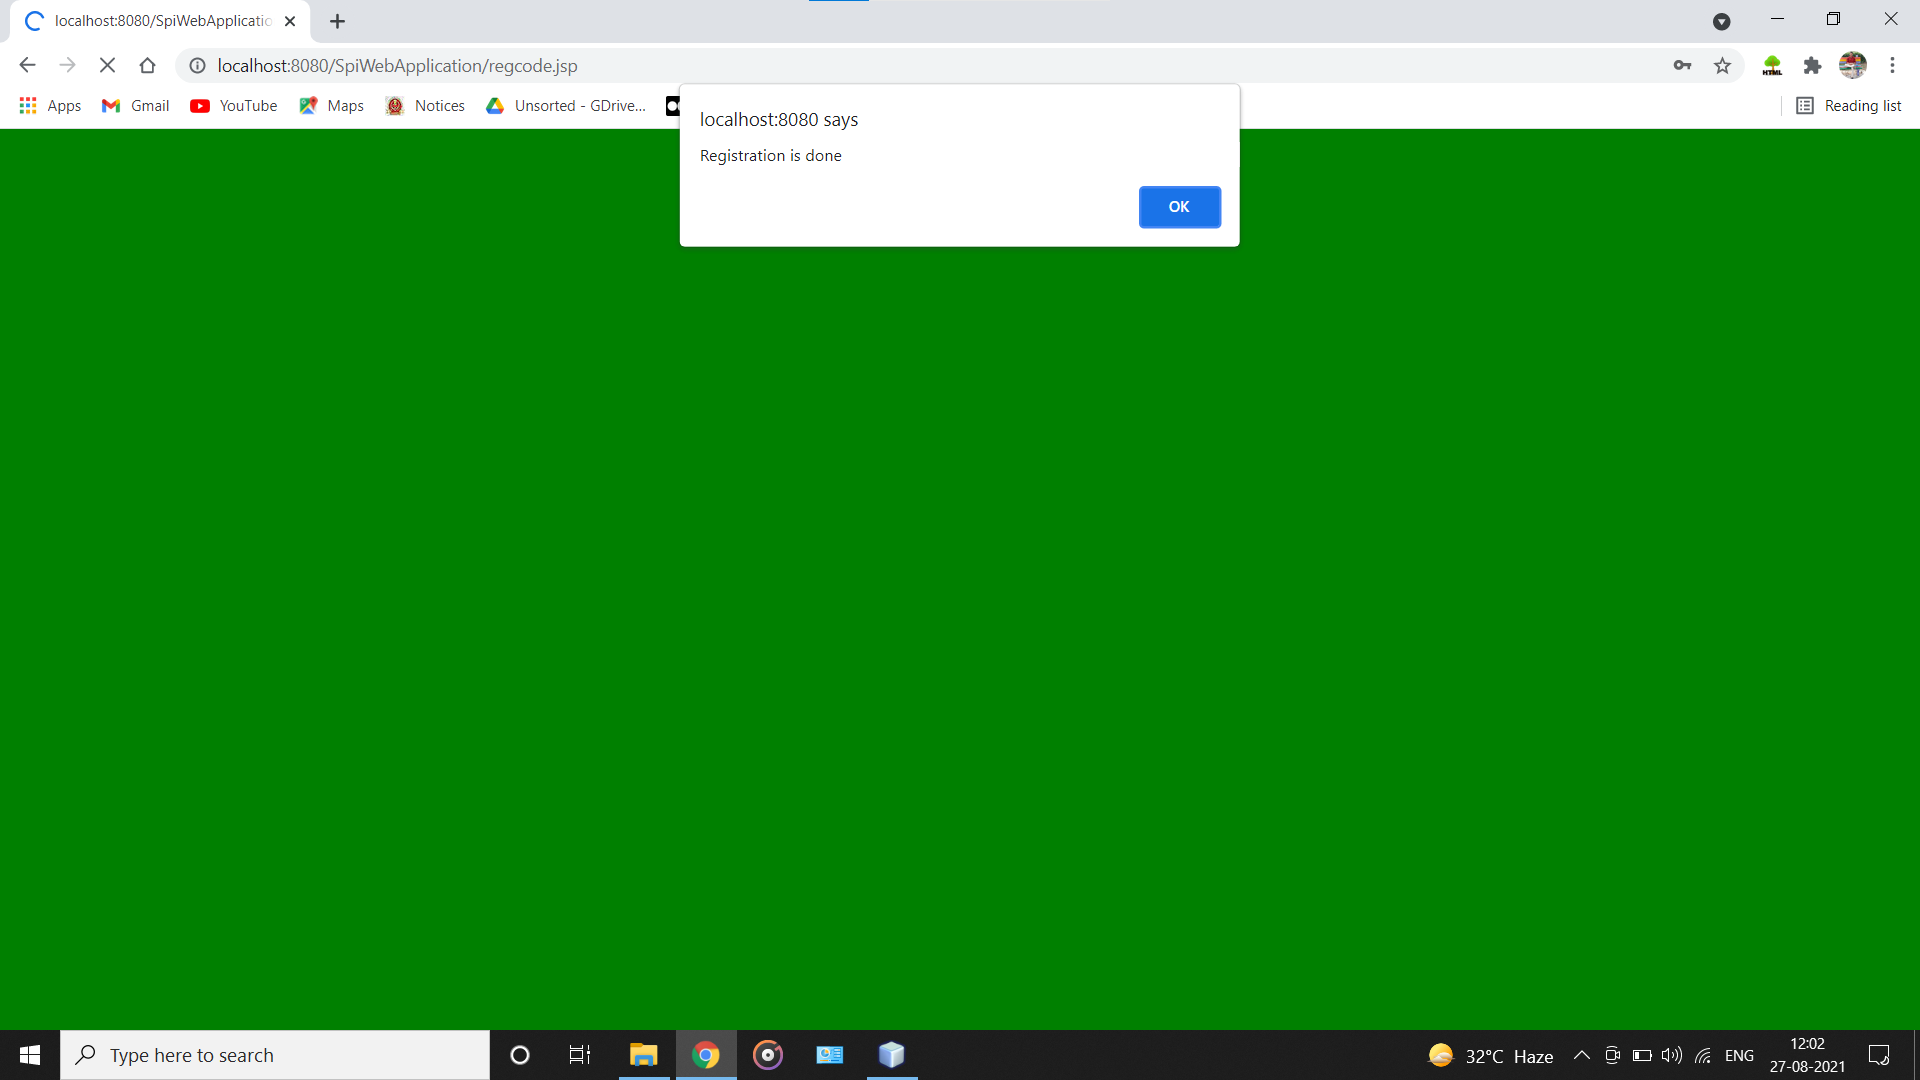 localhost:8080/SpiWebApplicatio
localhost:8080/SpiWebApplication/regcode.jsp
HTML
Apps
Gmail
YouTube
Maps
Notices
Unsorted - GDrive...
Reading list
localhost:8080 says
Registration is done
OK
Type here to search
32°C Haze
ENG
12:02
27-08-2021